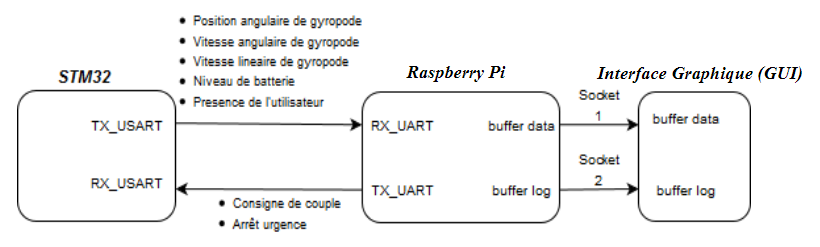 • Position angulaire de gyropode
• Vitesse angulaire de gyropode
• Vitesse lineaire de gyropode
• Niveau de batterie
• Presence de l'utilisateur
STM32
Raspberry Pi
Interface Graphique (GUI)
TX_USART
RX_UART
buffer data
Socket
1
buffer data
RX_USART
TX_UART
buffer log
Socket
2
buffer log
• Consigne de couple
• Arrêt urgence